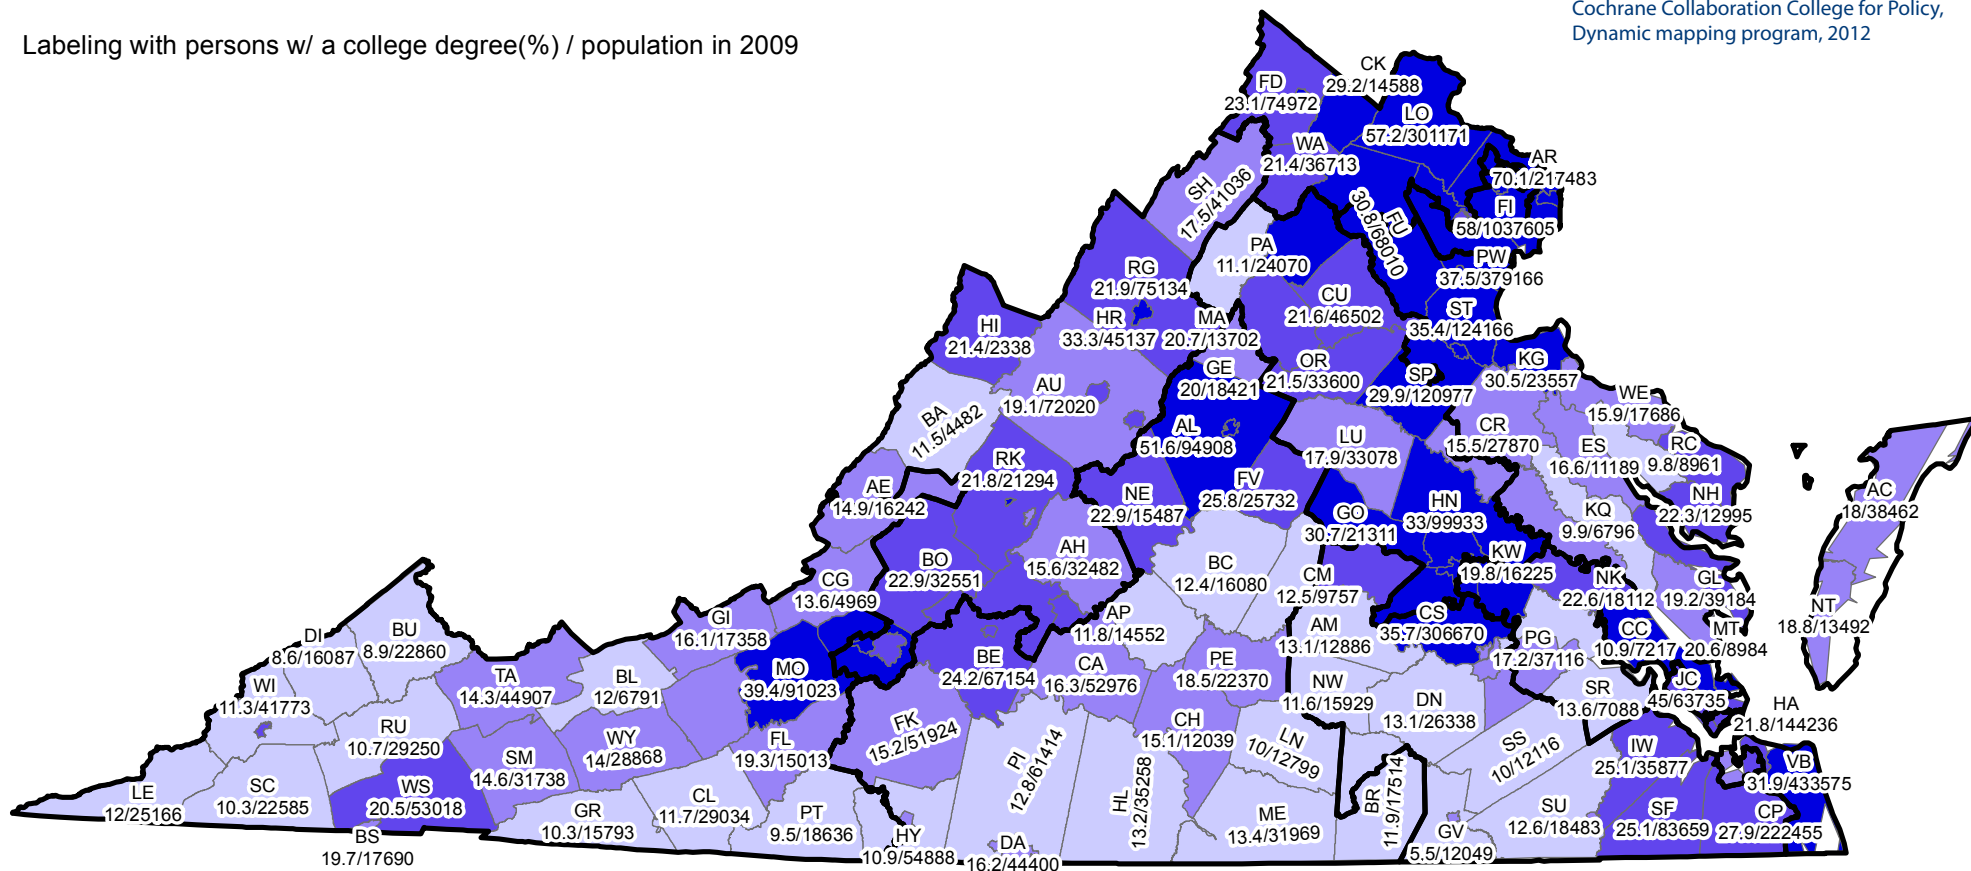 Cochrane Collaboration College for Policy,
Dynamic mapping program, 2012
Labeling with persons w/ a college degree(%) / population in 2009
CK
29.2/14588
FD
23.1/74972
LO
57.2/301171
WA
21.4/36713
AR
70.1/217483
SH
17.5/41036
FU
30.8/68010
FI
58/1037605
PA
11.1/24070
PW
37.5/379166
RG
21.9/75134
CU
21.6/46502
ST
35.4/124166
HI
21.4/2338
HR
33.3/45137
MA
20.7/13702
OR
21.5/33600
KG
30.5/23557
GE
20/18421
SP
29.9/120977
AU
19.1/72020
WE
15.9/17686
BA
11.5/4482
AL
51.6/94908
LU
17.9/33078
CR
15.5/27870
ES
16.6/11189
RC
9.8/8961
RK
21.8/21294
AE
14.9/16242
NE
22.9/15487
FV
25.8/25732
HN
33/99933
NH
22.3/12995
AC
18/38462
GO
30.7/21311
KQ
9.9/6796
AH
15.6/32482
BO
22.9/32551
BC
12.4/16080
KW
19.8/16225
CG
13.6/4969
CM
12.5/9757
NK
22.6/18112
GL
19.2/39184
NT
18.8/13492
GI
16.1/17358
AP
11.8/14552
CS
35.7/306670
DI
8.6/16087
BU
8.9/22860
AM
13.1/12886
PG
17.2/37116
CC
10.9/7217
MT
20.6/8984
BE
24.2/67154
CA
16.3/52976
PE
18.5/22370
MO
39.4/91023
TA
14.3/44907
BL
12/6791
WI
11.3/41773
NW
11.6/15929
DN
13.1/26338
SR
13.6/7088
JC
45/63735
HA
21.8/144236
RU
10.7/29250
FK
15.2/51924
CH
15.1/12039
WY
14/28868
FL
19.3/15013
LN
10/12799
SS
10/12116
IW
25.1/35877
SM
14.6/31738
PI
12.8/61414
VB
31.9/433575
SC
10.3/22585
WS
20.5/53018
HL
13.2/35258
BR
11.9/17514
LE
12/25166
CL
11.7/29034
GR
10.3/15793
PT
9.5/18636
ME
13.4/31969
SU
12.6/18483
SF
25.1/83659
CP
27.9/222455
BS
19.7/17690
HY
10.9/54888
DA
16.2/44400
GV
5.5/12049